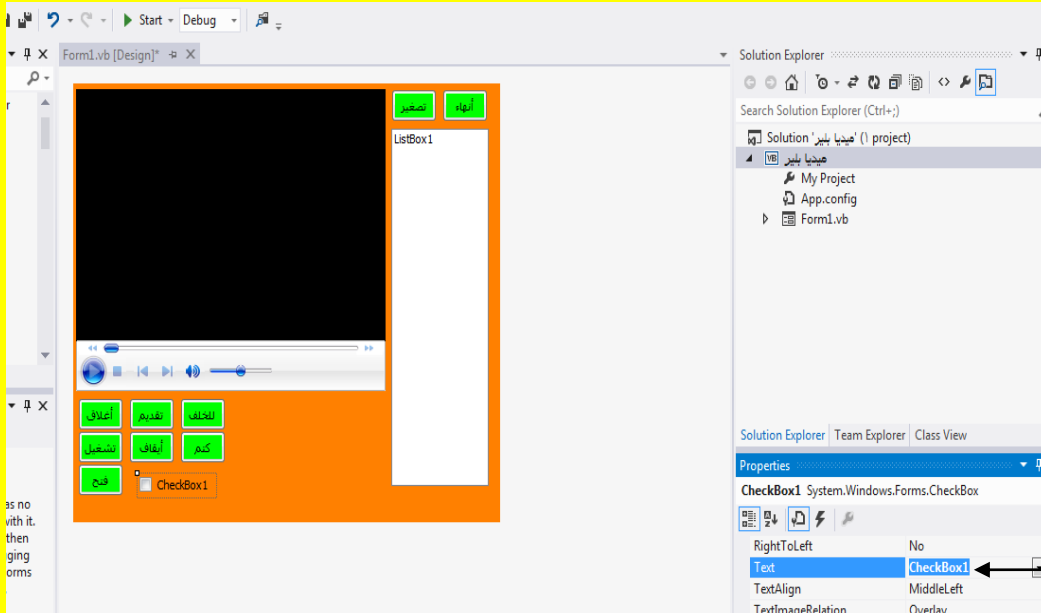 Start Debug
Form1.vb [Design]*
Solution Explorer
Search Solution Explorer (Ctrl+;)
Solution 'ميديا بلير' (١ project)
ميديا بلير
My Project
App.config
Form1.vb
تصغير أنهاء
ListBox1
أغلاق تقديم للخلف
تشغيل أيقاف كتم
فتح CheckBox1
Solution Explorer Team Explorer Class View
Properties
CheckBox1 System.Windows.Forms.CheckBox
RightToLeft No
Text CheckBox1
TextAlign MiddleLeft
TextImageRelation Overlay
as no
with it.
then
ging
orms